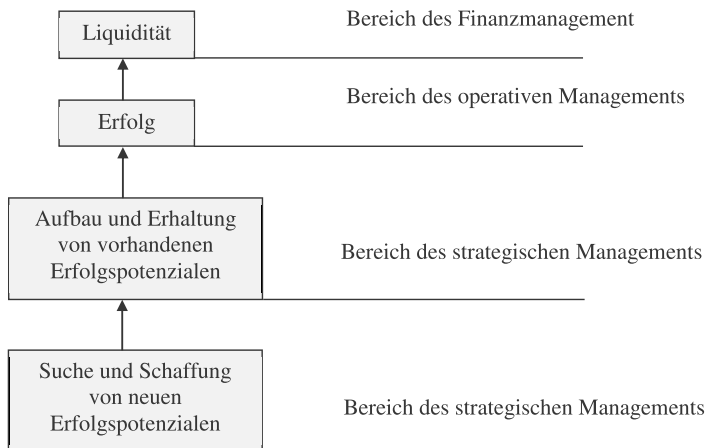 Liquidität
Bereich des Finanzmanagement
Erfolg
Bereich des operativen Managements
Aufbau und Erhaltung
von vorhandenen
Erfolgspotenzialen
Bereich des strategischen Managements
Suche und Schaffung
von neuen
Erfolgspotenzialen
Bereich des strategischen Managements